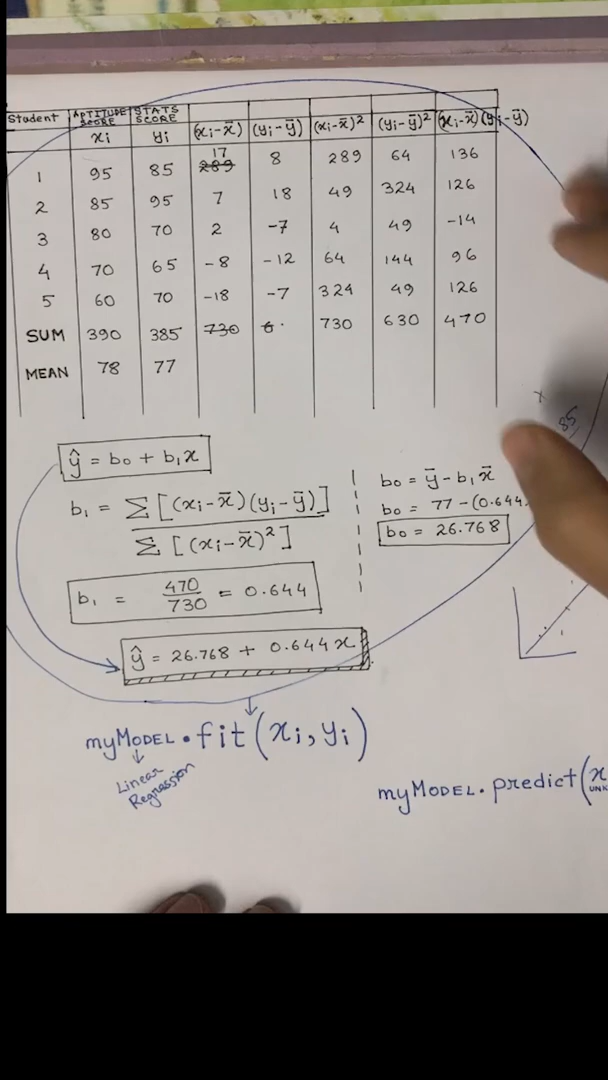 Student APTITUDE SCORE STATS SCORE
xi yi (xi-x̄) (yi-ȳ) (xi-x̄)² (yi-ȳ)² (xi-x̄)(yi-ȳ)
1 95 85 289 17 8 289 64 136
2 85 95 7 18 49 324 126
3 80 70 2 -7 4 49 -14
4 70 65 -8 -12 64 144 96
5 60 70 -18 -7 324 49 126
SUM 390 385 730 730 630 470
MEAN 78 77
ŷ = b0 + b1x
b1 = Σ[(xi-x̄)(yi-ȳ)]
Σ[(xi-x̄)²]
b1 = 470/730 = 0.644
ŷ = 26.768 + 0.644x
b0 = ȳ - b1x̄
b0 = 77-(0.644
b0 = 26.768
85
myMODEL.fit(xi,yi)
Linear
Regression
myMODEL.predict(x